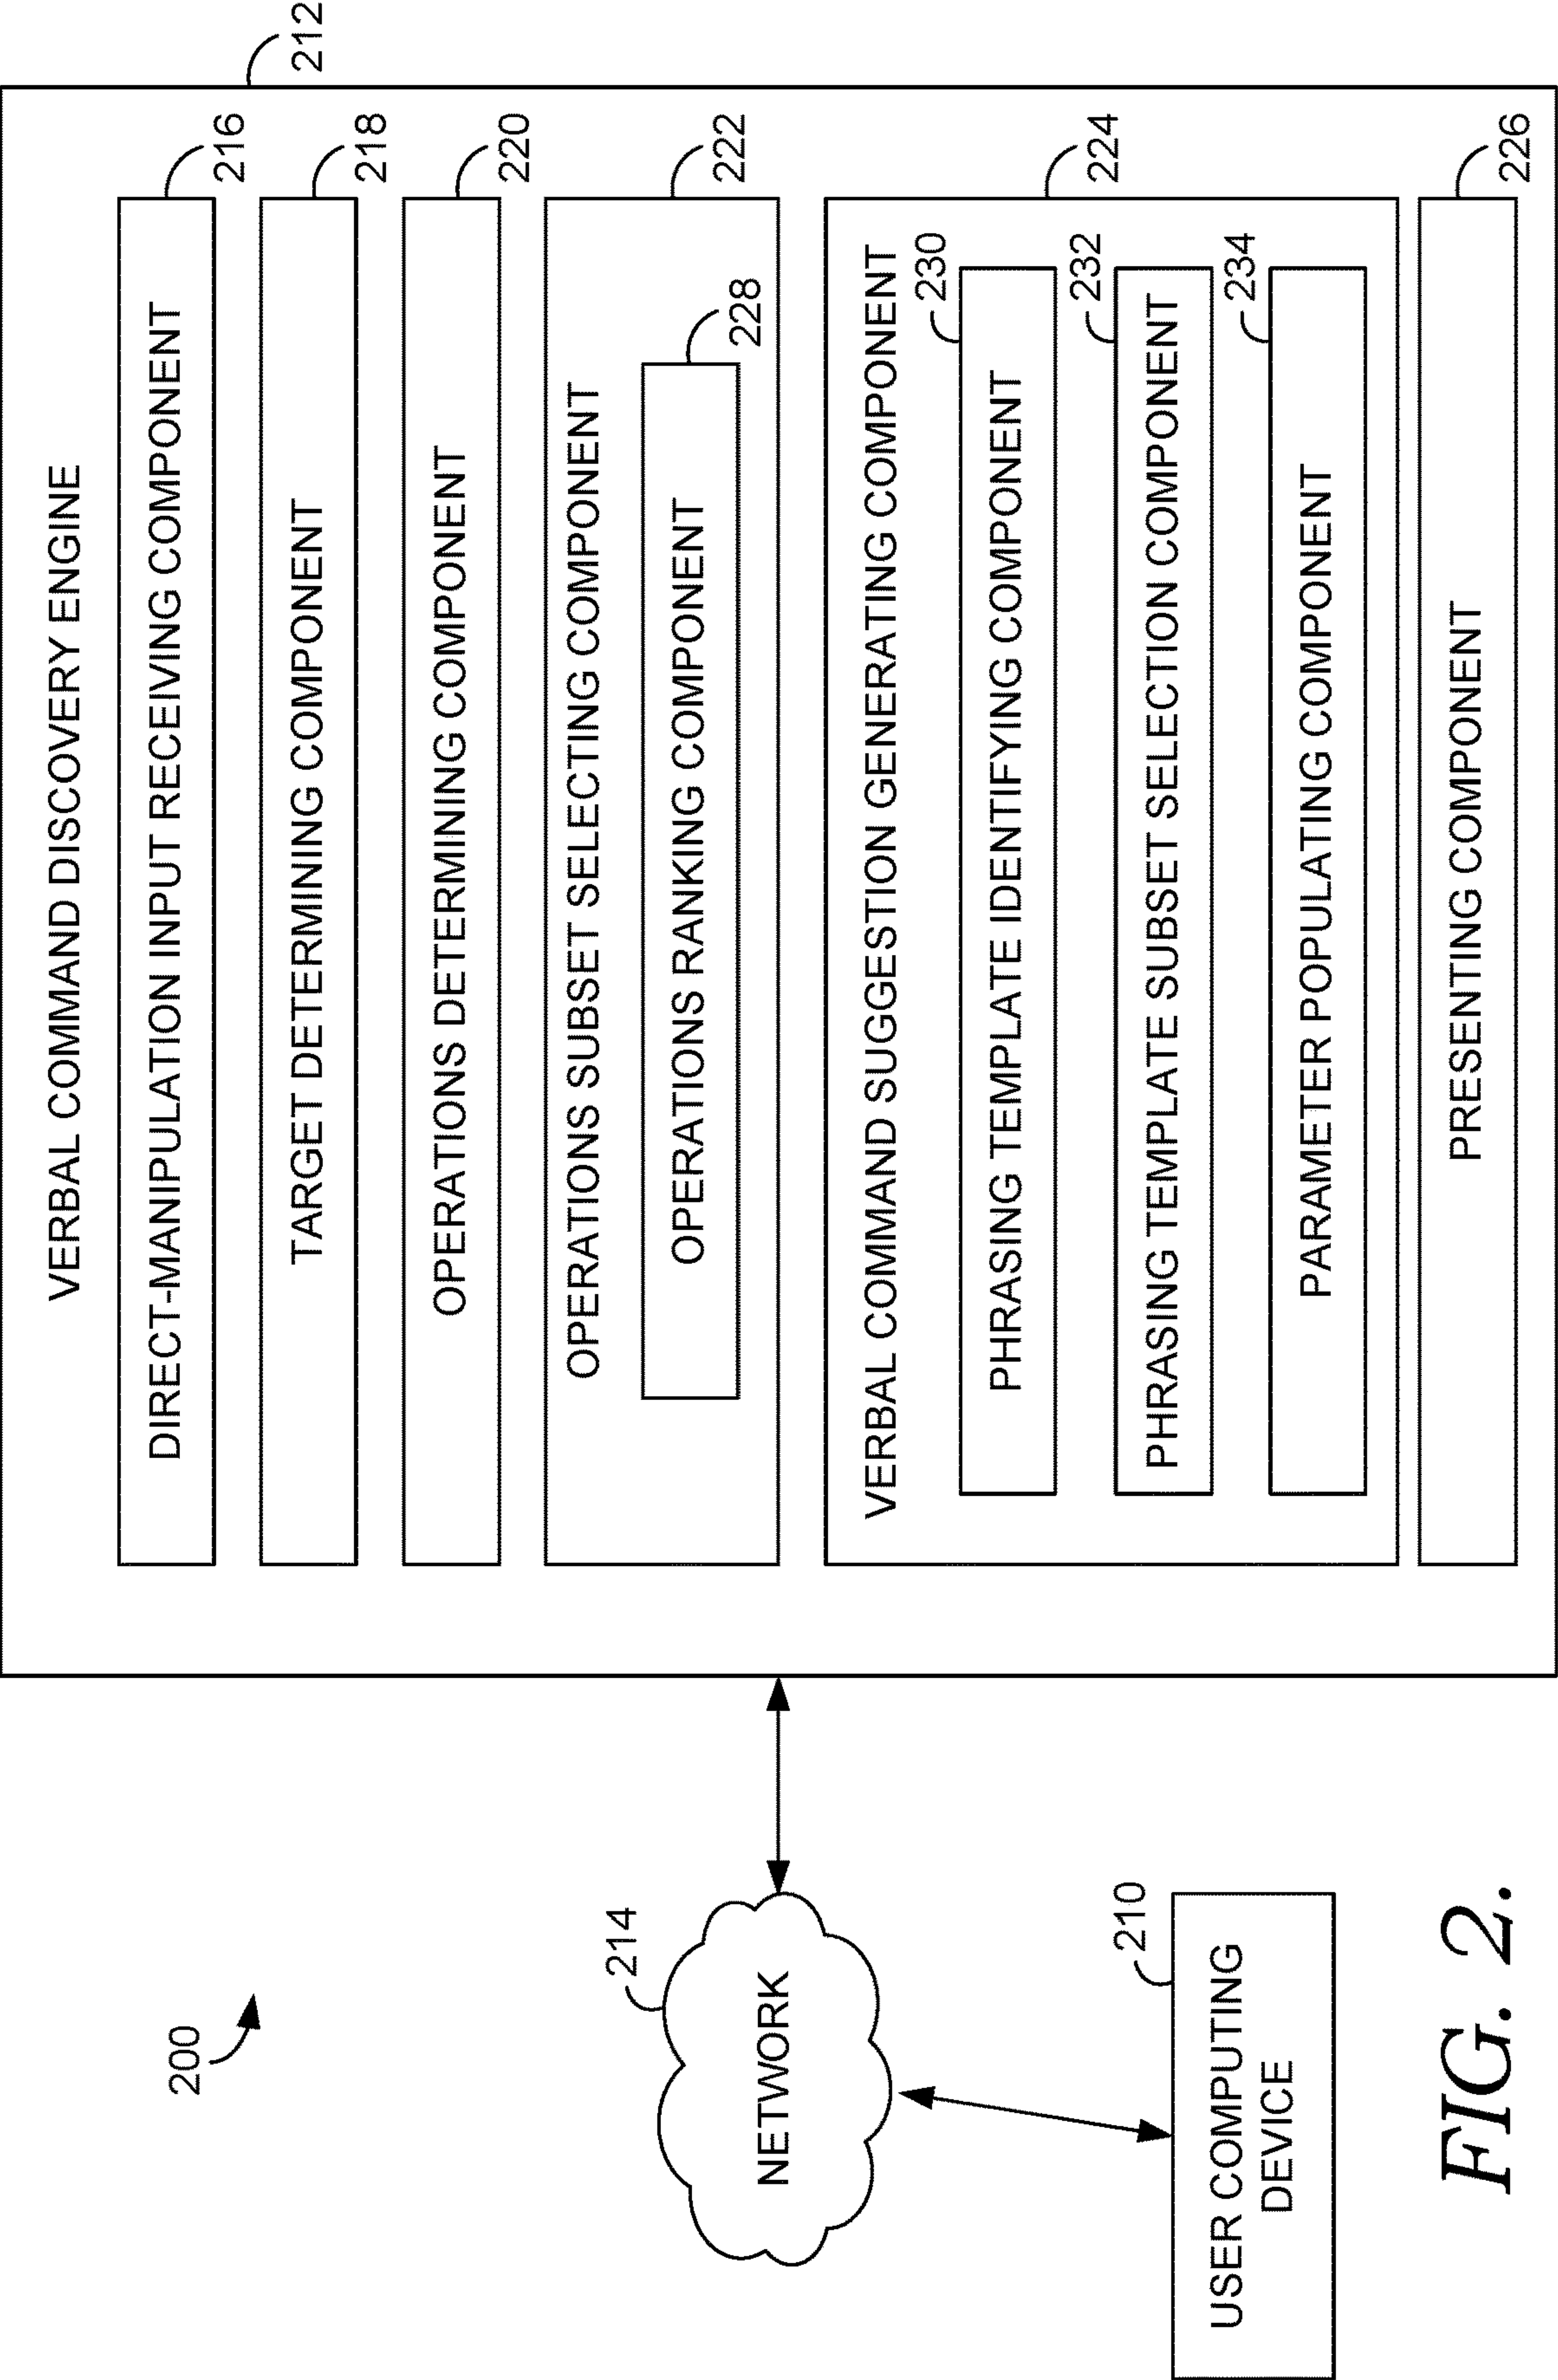 200
214
NETWORK
210
USER COMPUTING
DEVICE
212
VERBAL COMMAND DISCOVERY ENGINE
216
DIRECT-MANIPULATION INPUT RECEIVING COMPONENT
218
TARGET DETERMINING COMPONENT
220
OPERATIONS DETERMINING COMPONENT
222
OPERATIONS SUBSET SELECTING COMPONENT
228
OPERATIONS RANKING COMPONENT
224
VERBAL COMMAND SUGGESTION GENERATING COMPONENT
230
PHRASING TEMPLATE IDENTIFYING COMPONENT
232
PHRASING TEMPLATE SUBSET SELECTION COMPONENT
234
PARAMETER POPULATING COMPONENT
226
PRESENTING COMPONENT
FIG. 2.